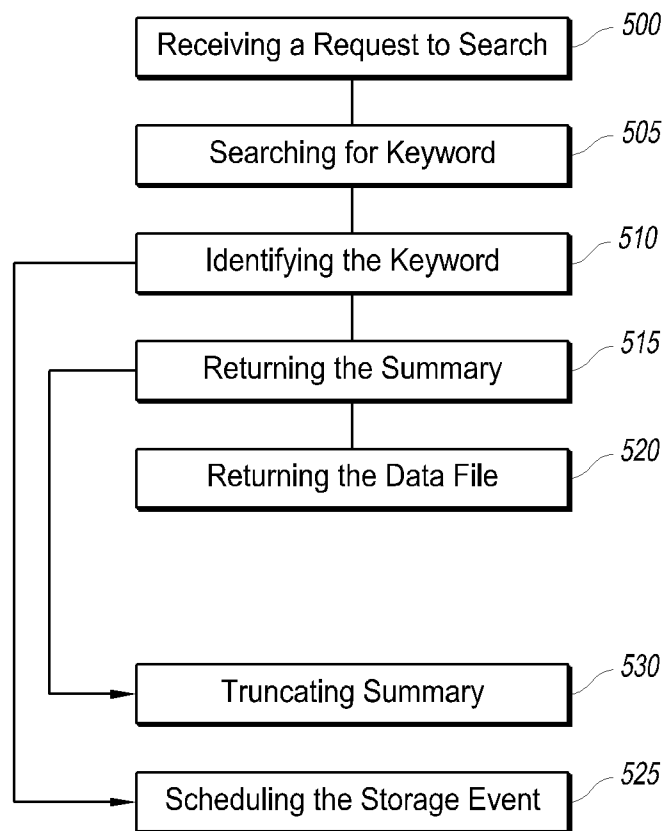 Receiving a Request to Search
500
Searching for Keyword
505
Identifying the Keyword
510
Returning the Summary
515
Returning the Data File
520
Truncating Summary
530
Scheduling the Storage Event
525